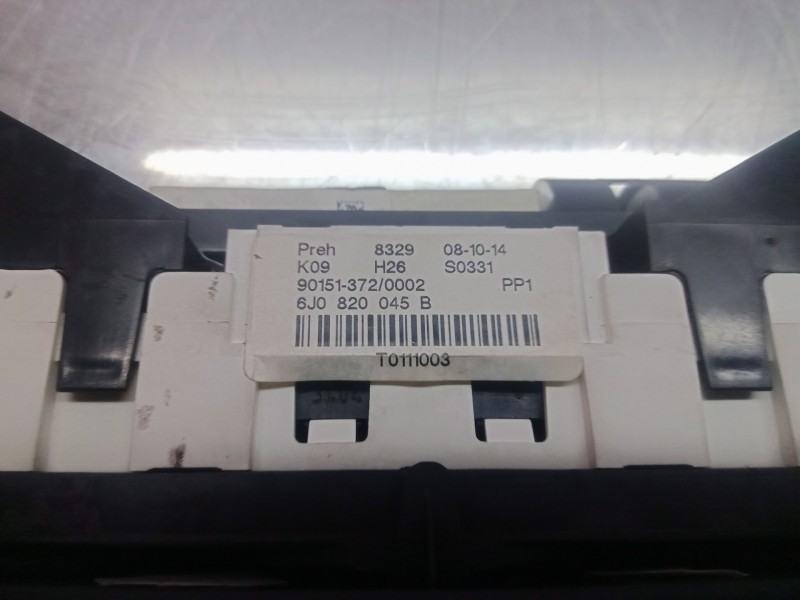 Preh 8329 08-10-14
K09 H26 S0331
90151-372/0002 PP1
6J0 820 045 B
T0111003